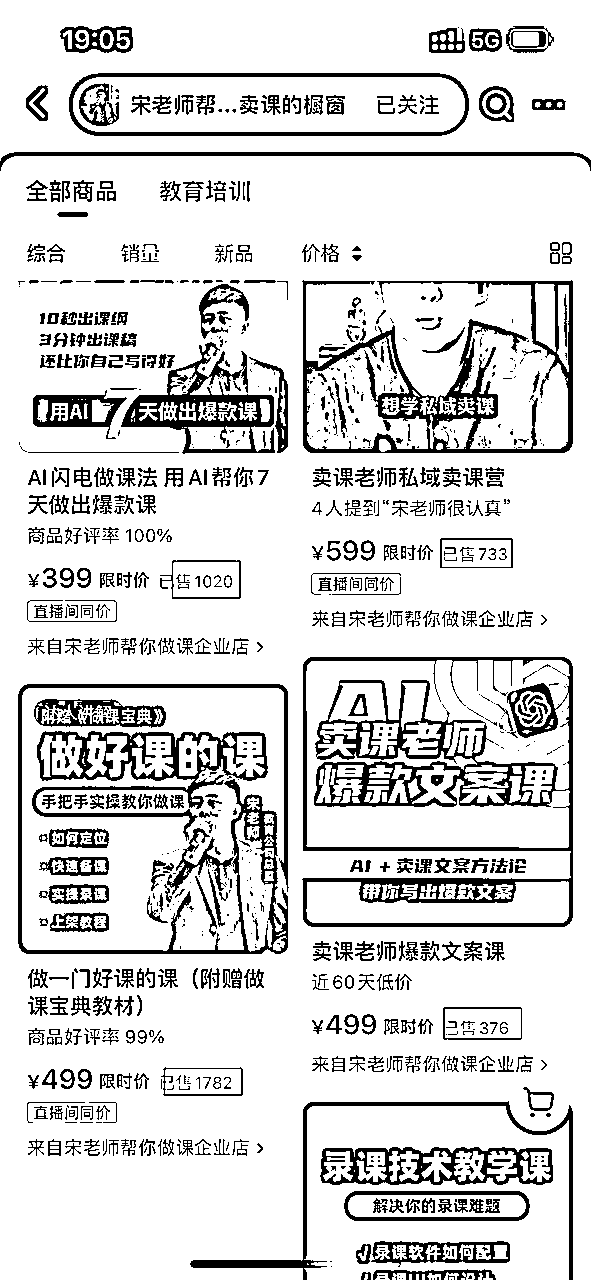 19:05
5G
宋老师帮...卖课的橱窗
已关注
全部商品
教育培训
综合
销量
新品
价格
10秒出课纲
3分钟出课稿
还比你自己写得好
用AI 7天做出爆款课
AI闪电做课法 用AI帮你7
天做出爆款课
商品好评率 100%
¥399 限时价 已售1020
直播间同价
来自宋老师帮你做课企业店 >
想学私域卖课
卖课老师私域卖课营
4人提到“宋老师很认真”
¥599 限时价 已售733
直播间同价
来自宋老师帮你做课企业店 >
附赠《做课宝典》
做好课的课
手把手实操教你做课
如何定位
快速备课
实操录课
上架教程
宋老师
做一门好课的课（附赠做
课宝典教材）
商品好评率 99%
¥499 限时价 已售1782
直播间同价
来自宋老师帮你做课企业店 >
AI
卖课老师
爆款文案课
AI + 卖课文案方法论
带你写出爆款文案
卖课老师爆款文案课
近60天低价
¥499 限时价 已售376
来自宋老师帮你做课企业店 >
录课技术教学课
解决你的录课难题
√录课软件如何配置